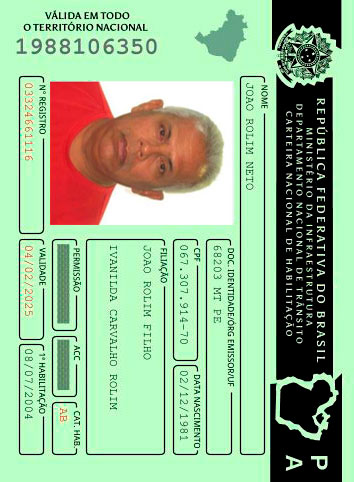 VÁLIDA EM TODO
O TERRITÓRIO NACIONAL
1988106350
REPÚBLICA FEDERATIVA DO BRASIL
MINISTÉRIO DA INFRAESTRUTURA
DEPARTAMENTO NACIONAL DE TRÂNSITO
CARTEIRA NACIONAL DE HABILITAÇÃO
PA
NOME
JOAO ROLIM NETO
DOC. IDENTIDADE/ÓRG EMISSOR/UF
68203 MT PE
CPF
067.307.914-70
DATA NASCIMENTO
02/12/1981
FILIAÇÃO
JOAO ROLIM FILHO
IVANILDA CARVALHO ROLIM
PERMISSÃO
ACC
CAT. HAB.
AB
Nº REGISTRO
03324661116
VALIDADE
04/02/2025
1ª HABILITAÇÃO
08/07/2004